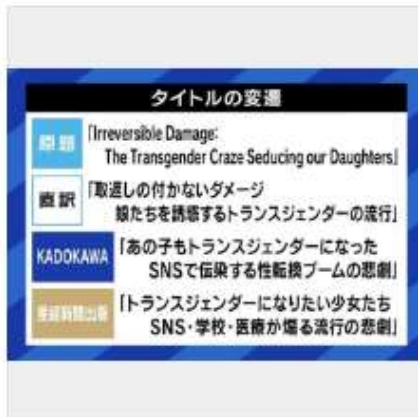 タイトルの変遷
原題
「Irreversible Damage:
The Transgender Craze Seducing our Daughters」
直訳
「取返しの付かないダメージ
娘たちを誘惑するトランスジェンダーの流行」
KADOKAWA
「あの子もトランスジェンダーになった
SNSで伝染する性転換ブームの悲劇」
産経新聞出版
「トランスジェンダーになりたい少女たち
SNS・学校・医療が煽る流行の悲劇」